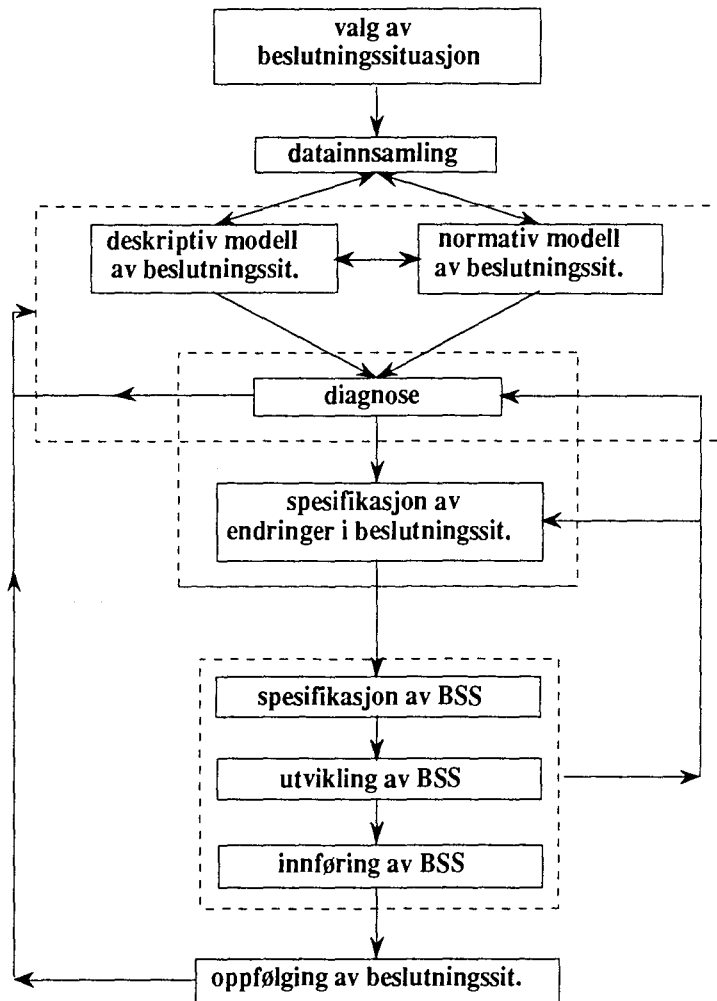 valg av
beslutningssituasjon
datainnsamling
deskriptiv modell
av beslutningssit.
normativ modell
av beslutningssit.
diagnose
spesifikasjon av
endringer i beslutningssit.
spesifikasjon av BSS
utvikling av BSS
innføring av BSS
oppfølging av beslutningssit.